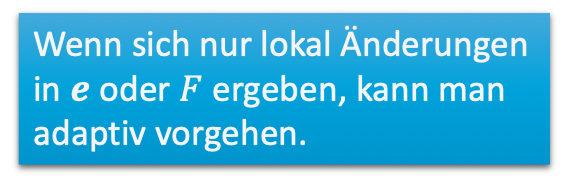 Wenn sich nur lokal Änderungen
in e oder F ergeben, kann man
adaptiv vorgehen.